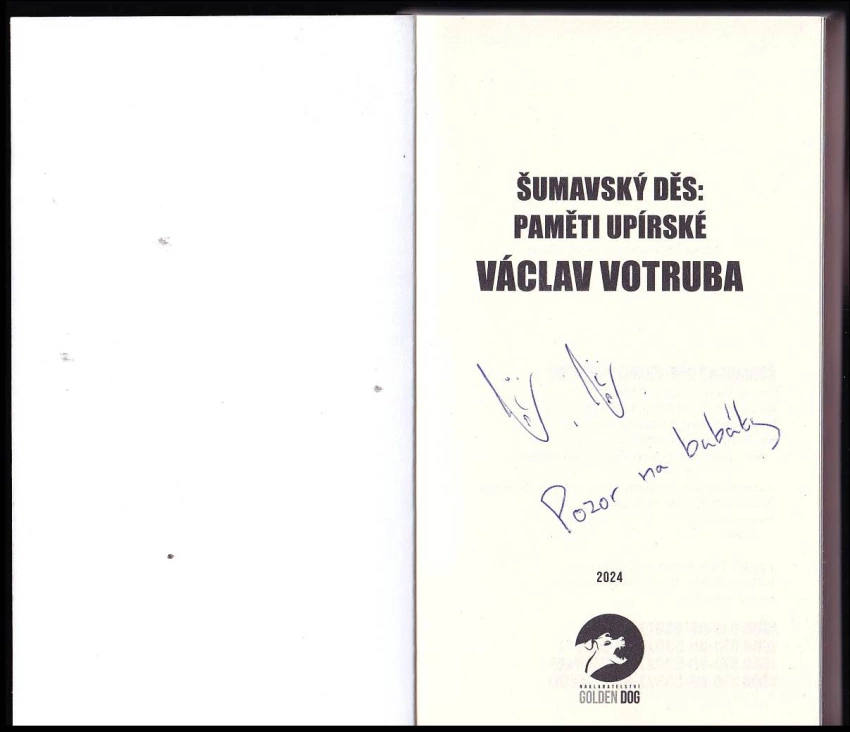 ŠUMAVSKÝ DĚS:
PAMĚTI UPÍRSKÉ
VÁCLAV VOTRUBA
V. V.
Pozor na bubáky
2024
NAKLADATELSTVÍ
GOLDEN DOG